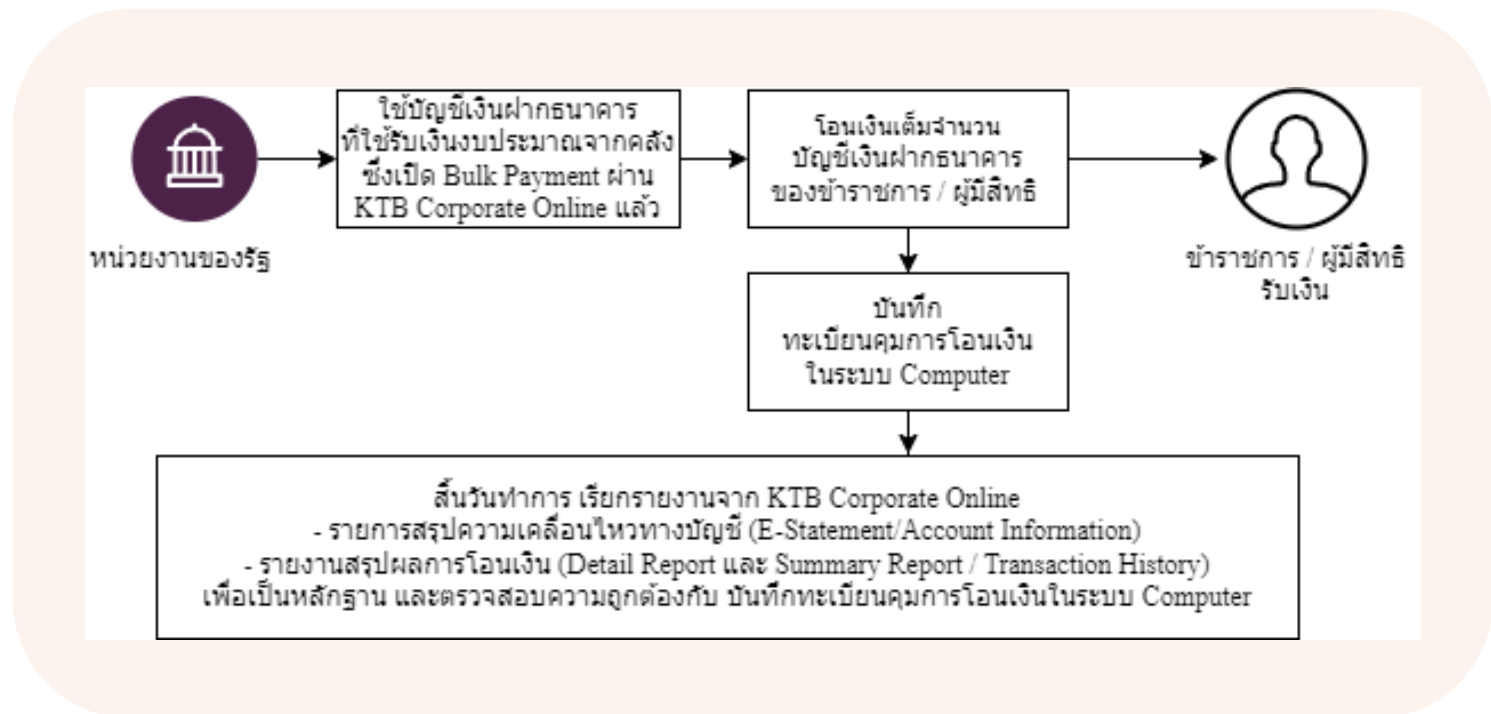 ใช้บัญชีเงินฝากธนาคาร
ที่ใช้รับเงินงบประมาณจากคลัง
ซึ่งเปิด Bulk Payment ผ่าน
KTB Corporate Online แล้ว
โอนเงินเต็มจำนวน
บัญชีเงินฝากธนาคาร
ของข้าราชการ / ผู้มีสิทธิ
หน่วยงานของรัฐ
ข้าราชการ / ผู้มีสิทธิ
รับเงิน
บันทึก
ทะเบียนคุมการโอนเงิน
ในระบบ Computer
สิ้นวันทำการ เรียกรายงานจาก KTB Corporate Online
- รายการสรุปความเคลื่อนไหวทางบัญชี (E-Statement/Account Information)
- รายงานสรุปผลการโอนเงิน (Detail Report และ Summary Report / Transaction History)
เพื่อเป็นหลักฐาน และตรวจสอบความถูกต้องกับ บันทึกทะเบียนคุมการโอนเงินในระบบ Computer